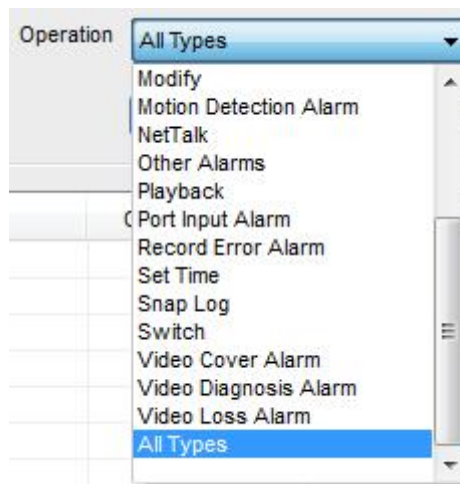 Operation
All Types
Modify
Motion Detection Alarm
NetTalk
Other Alarms
Playback
Port Input Alarm
Record Error Alarm
Set Time
Snap Log
Switch
Video Cover Alarm
Video Diagnosis Alarm
Video Loss Alarm
All Types